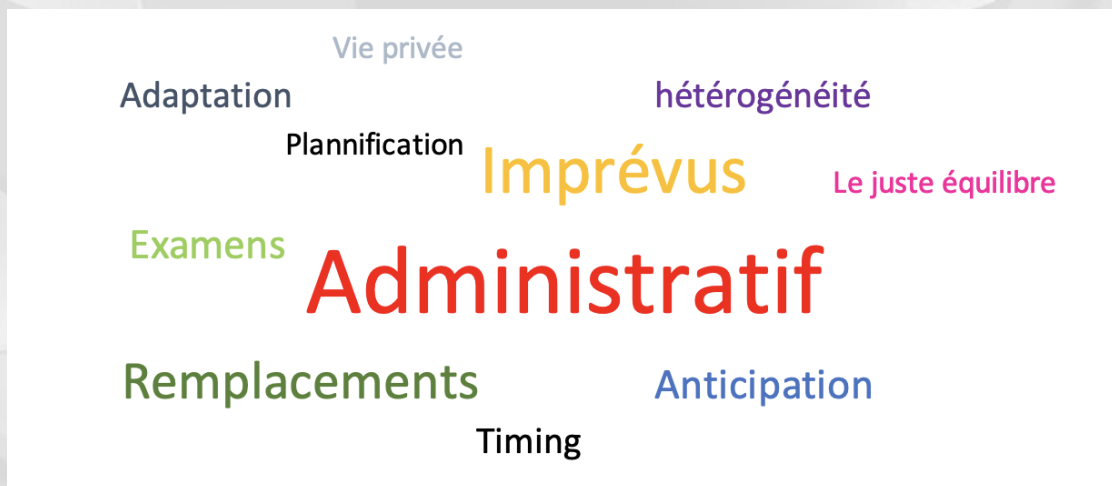 Vie privée
Adaptation
hétérogénéité
Plannification
Imprévus
Le juste équilibre
Examens
Administratif
Remplacements
Anticipation
Timing